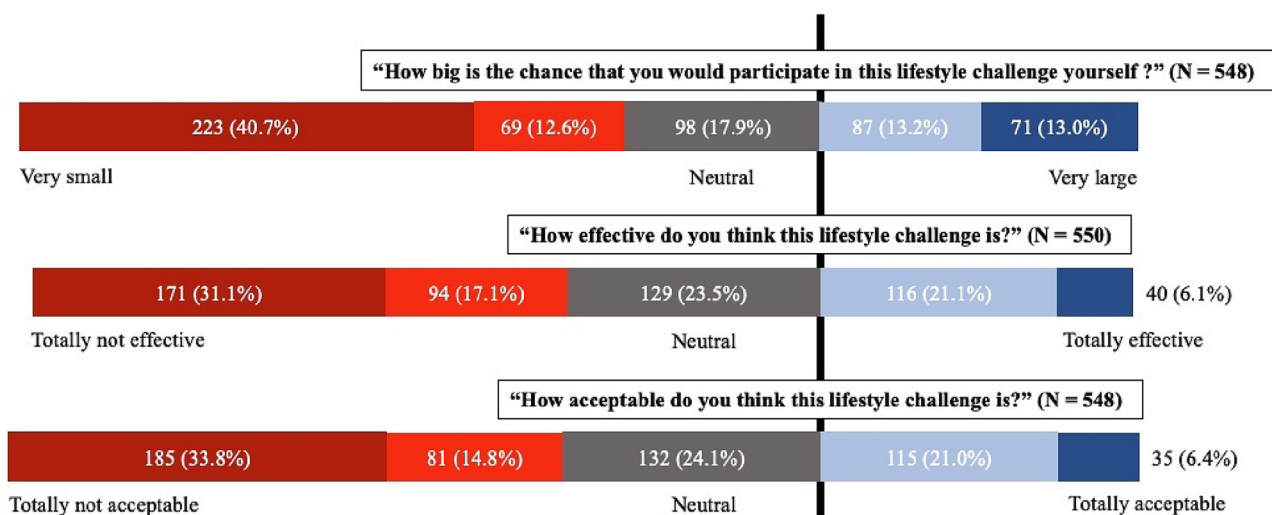 “How big is the chance that you would participate in this lifestyle challenge yourself ?” (N = 548)
223 (40.7%) 69 (12.6%) 98 (17.9%) 87 (13.2%) 71 (13.0%)
Very small Neutral Very large
“How effective do you think this lifestyle challenge is?” (N = 550)
171 (31.1%) 94 (17.1%) 129 (23.5%) 116 (21.1%) 40 (6.1%)
Totally not effective Neutral Totally effective
“How acceptable do you think this lifestyle challenge is?” (N = 548)
185 (33.8%) 81 (14.8%) 132 (24.1%) 115 (21.0%) 35 (6.4%)
Totally not acceptable Neutral Totally acceptable